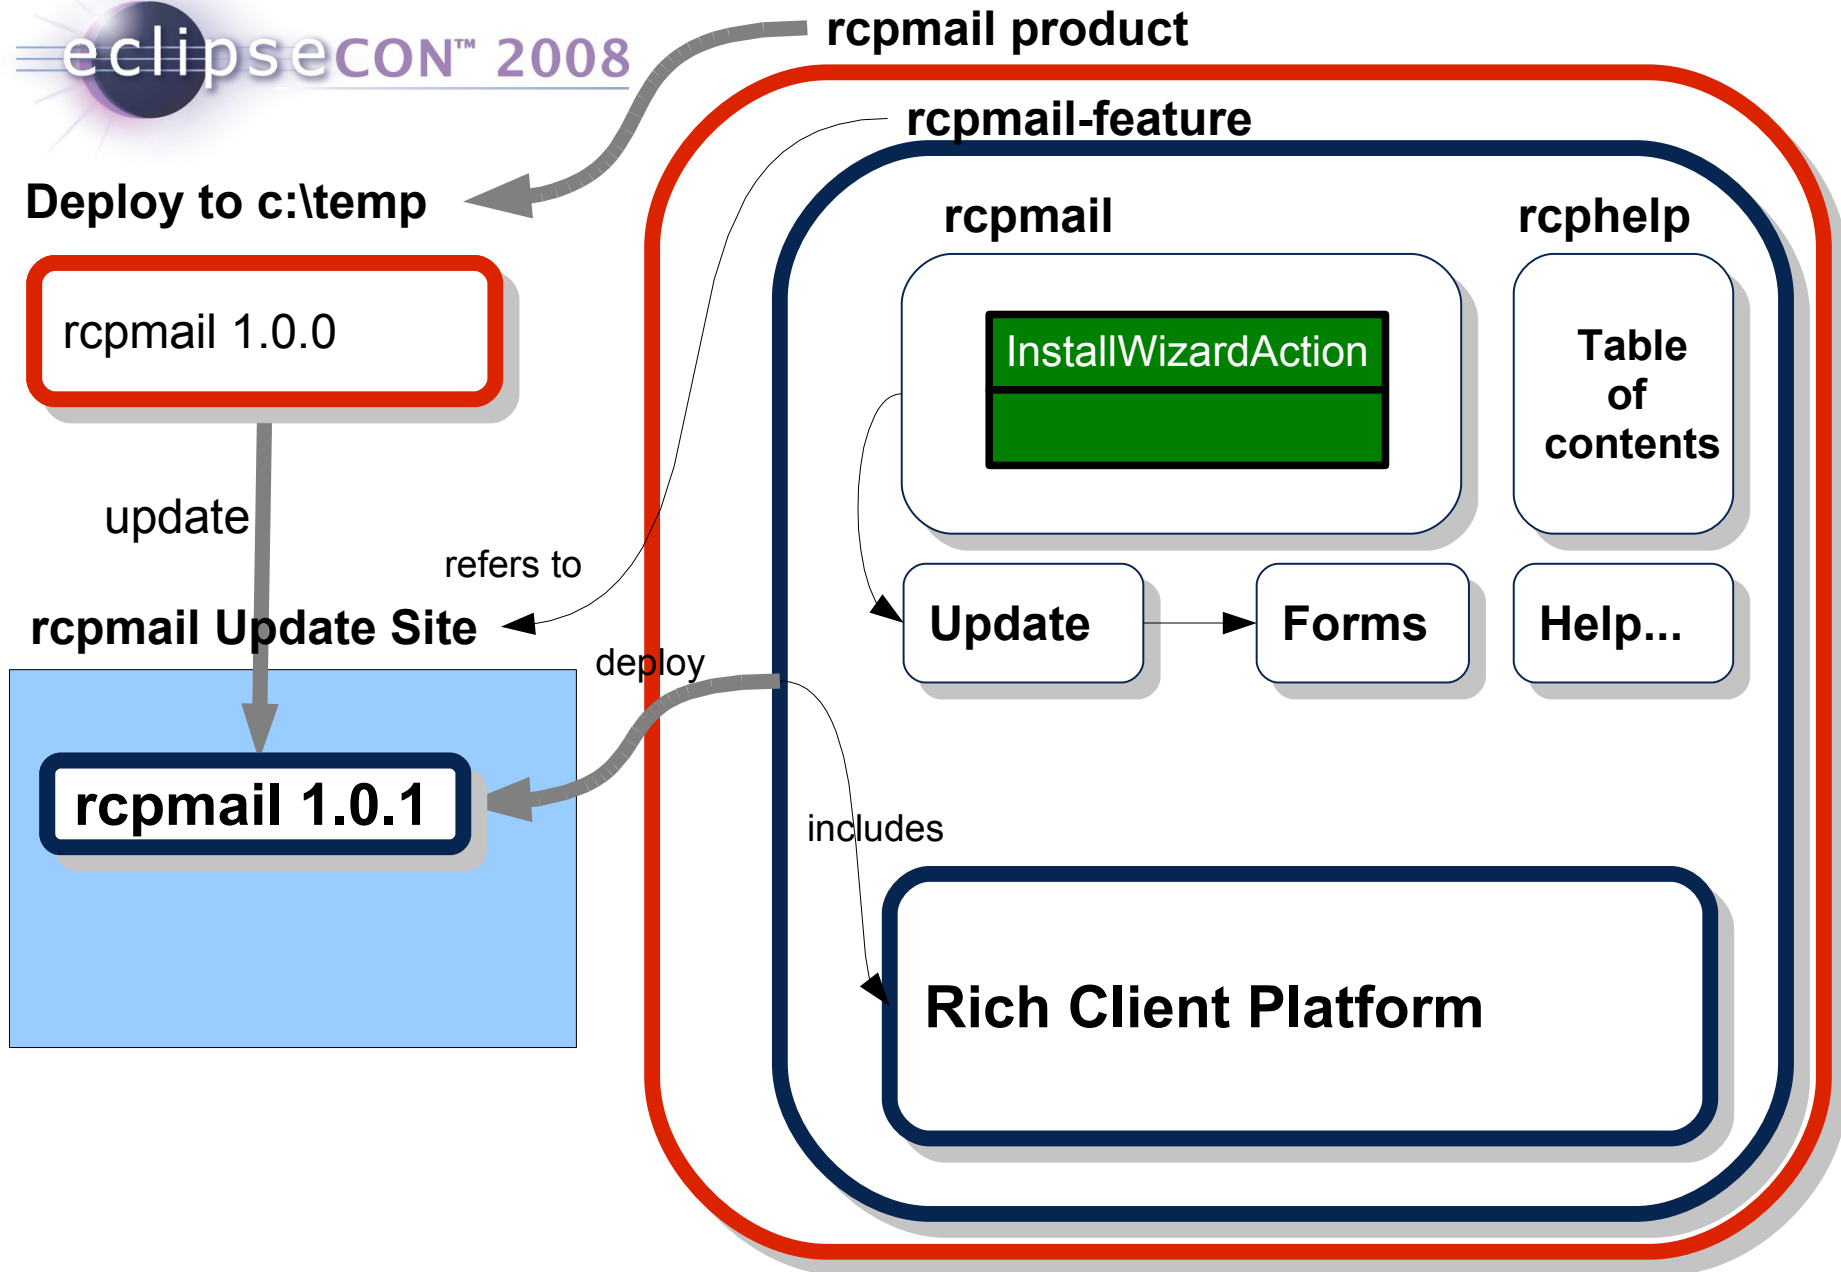 eclipseCON™ 2008
rcpmail product
rcpmail-feature
Deploy to c:\temp
rcpmail 1.0.0
update
refers to
rcpmail Update Site
deploy
rcpmail 1.0.1
includes
rcpmail
rcphelp
InstallWizardAction
Table
of
contents
Update
Forms
Help...
Rich Client Platform